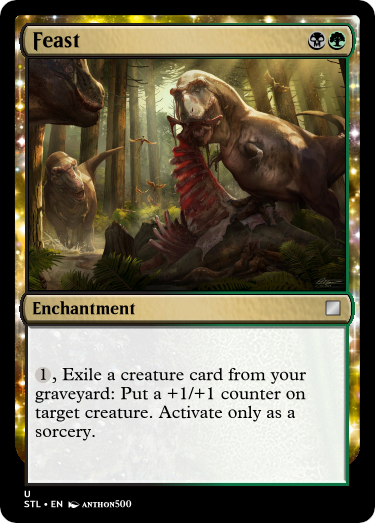 Feast
Enchantment
1, Exile a creature card from your
graveyard: Put a +1/+1 counter on
target creature. Activate only as a
sorcery.
U
STL • EN ANTHON500